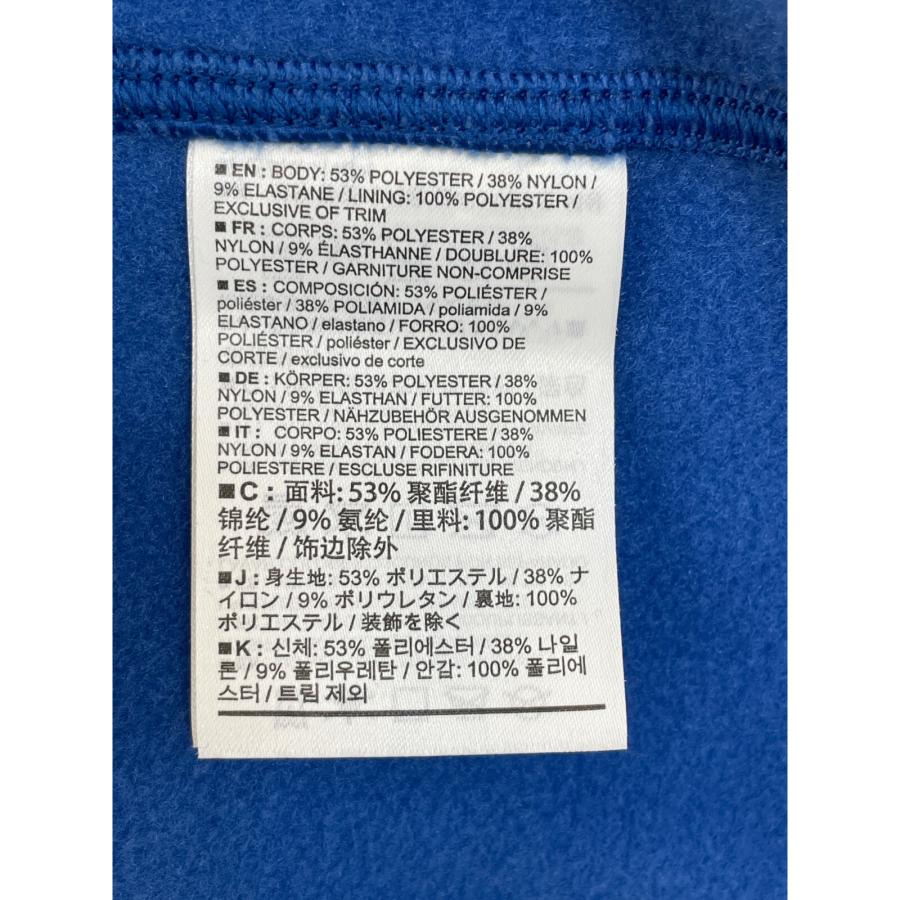 ■ EN : BODY: 53% POLYESTER / 38% NYLON /
9% ELASTANE / LINING: 100% POLYESTER /
EXCLUSIVE OF TRIM
■ FR : CORPS: 53% POLYESTER / 38%
NYLON / 9% ÉLASTHANNE / DOUBLURE: 100%
POLYESTER / GARNITURE NON-COMPRISE
■ ES : COMPOSICIÓN: 53% POLIÉSTER /
poliéster / 38% POLIAMIDA / poliamida / 9%
ELASTANO / elastano / FORRO: 100%
POLIÉSTER / poliéster / EXCLUSIVO DE
CORTE / exclusivo de corte
■ DE : KÖRPER: 53% POLYESTER / 38%
NYLON / 9% ELASTHAN / FUTTER: 100%
POLYESTER / NÄHZUBEHÖR AUSGENOMMEN
■ IT : CORPO: 53% POLIESTERE / 38%
NYLON / 9% ELASTAN / FODERA: 100%
POLIESTERE / ESCLUSE RIFINITURE
■ C : 面料: 53% 聚酯纤维 / 38%
锦纶 / 9% 氨纶 / 里料: 100% 聚酯
纤维 / 饰边除外
■ J : 身生地: 53% ポリエステル / 38% ナ
イロン / 9% ポリウレタン / 裏地: 100%
ポリエステル / 装飾を除く
■ K : 신체: 53% 폴리에스터 / 38% 나일
론 / 9% 폴리우레탄 / 안감: 100% 폴리에
스터 / 트림 제외